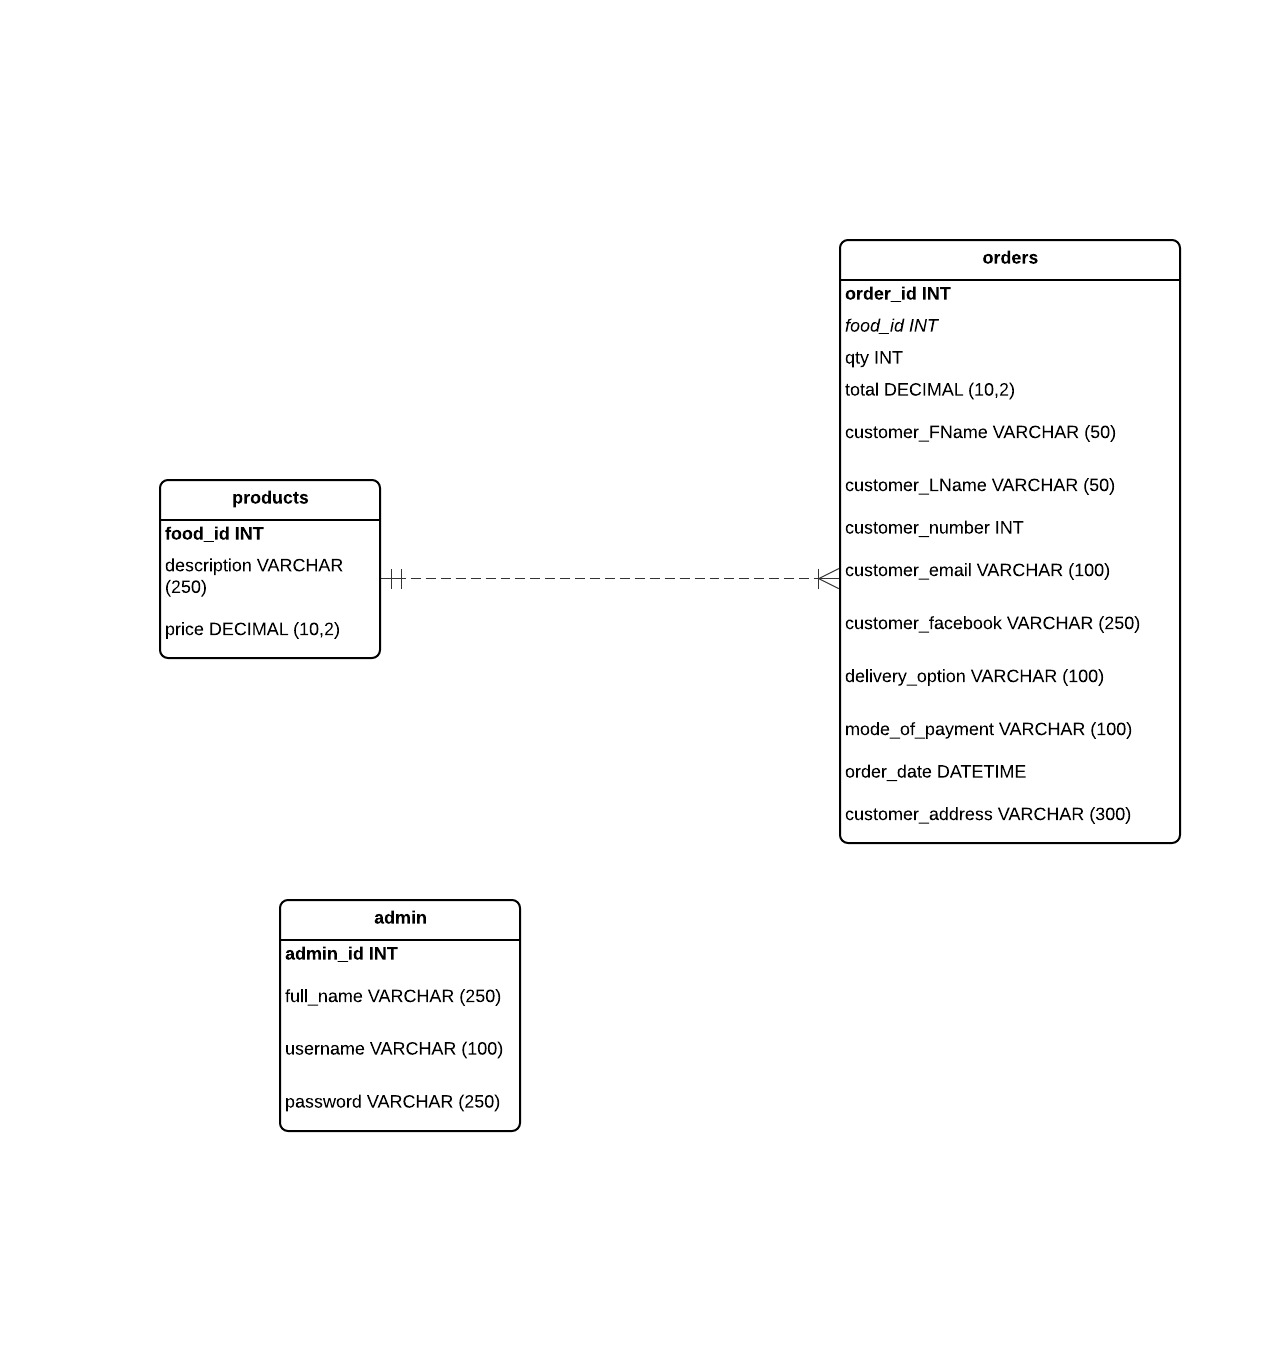 orders
order_id INT
food_id INT
qty INT
total DECIMAL (10,2)
customer_FName VARCHAR (50)
customer_LName VARCHAR (50)
customer_number INT
customer_email VARCHAR (100)
customer_facebook VARCHAR (250)
delivery_option VARCHAR (100)
mode_of_payment VARCHAR (100)
order_date DATETIME
customer_address VARCHAR (300)
products
food_id INT
description VARCHAR
(250)
price DECIMAL (10,2)
admin
admin_id INT
full_name VARCHAR (250)
username VARCHAR (100)
password VARCHAR (250)